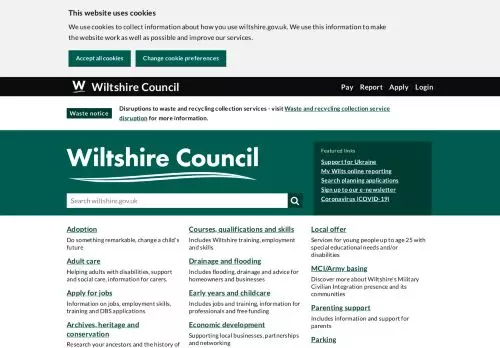 This website uses cookies
We use cookies to collect information about how you use wiltshire.gov.uk. We use this information to make
the website work as well as possible and improve our services.
Accept all cookies
Change cookie preferences
Wiltshire Council
Pay Report Apply Login
Waste notice
Disruptions to waste and recycling collection services - visit Waste and recycling collection service
disruption for more information.
Wiltshire Council
Search wiltshire.gov.uk
Featured links
Support for Ukraine
My Wilts online reporting
Search planning applications
Sign up to our e-newsletter
Coronavirus (COVID-19)
Adoption
Do something remarkable, change a child's
future
Adult care
Helping adults with disabilities, support
and social care, information for carers.
Apply for jobs
Information on jobs, employment skills,
training and DBS applications
Archives, heritage and
conservation
Research your ancestors and the history of
Courses, qualifications and skills
Includes Wiltshire training, employment
and skills
Drainage and flooding
Includes flooding, drainage and advice for
homeowners and businesses
Early years and childcare
Includes jobs and training, information for
professionals and free funding
Economic development
Supporting local businesses, partnerships
and networking
Local offer
Services for young people up to age 25 with
special educational needs and/or
disabilities
MCI/Army basing
Discover more about Wiltshire's Military
Civilian Integration presence and its
communities
Parenting support
Includes information and support for
parents
Parking